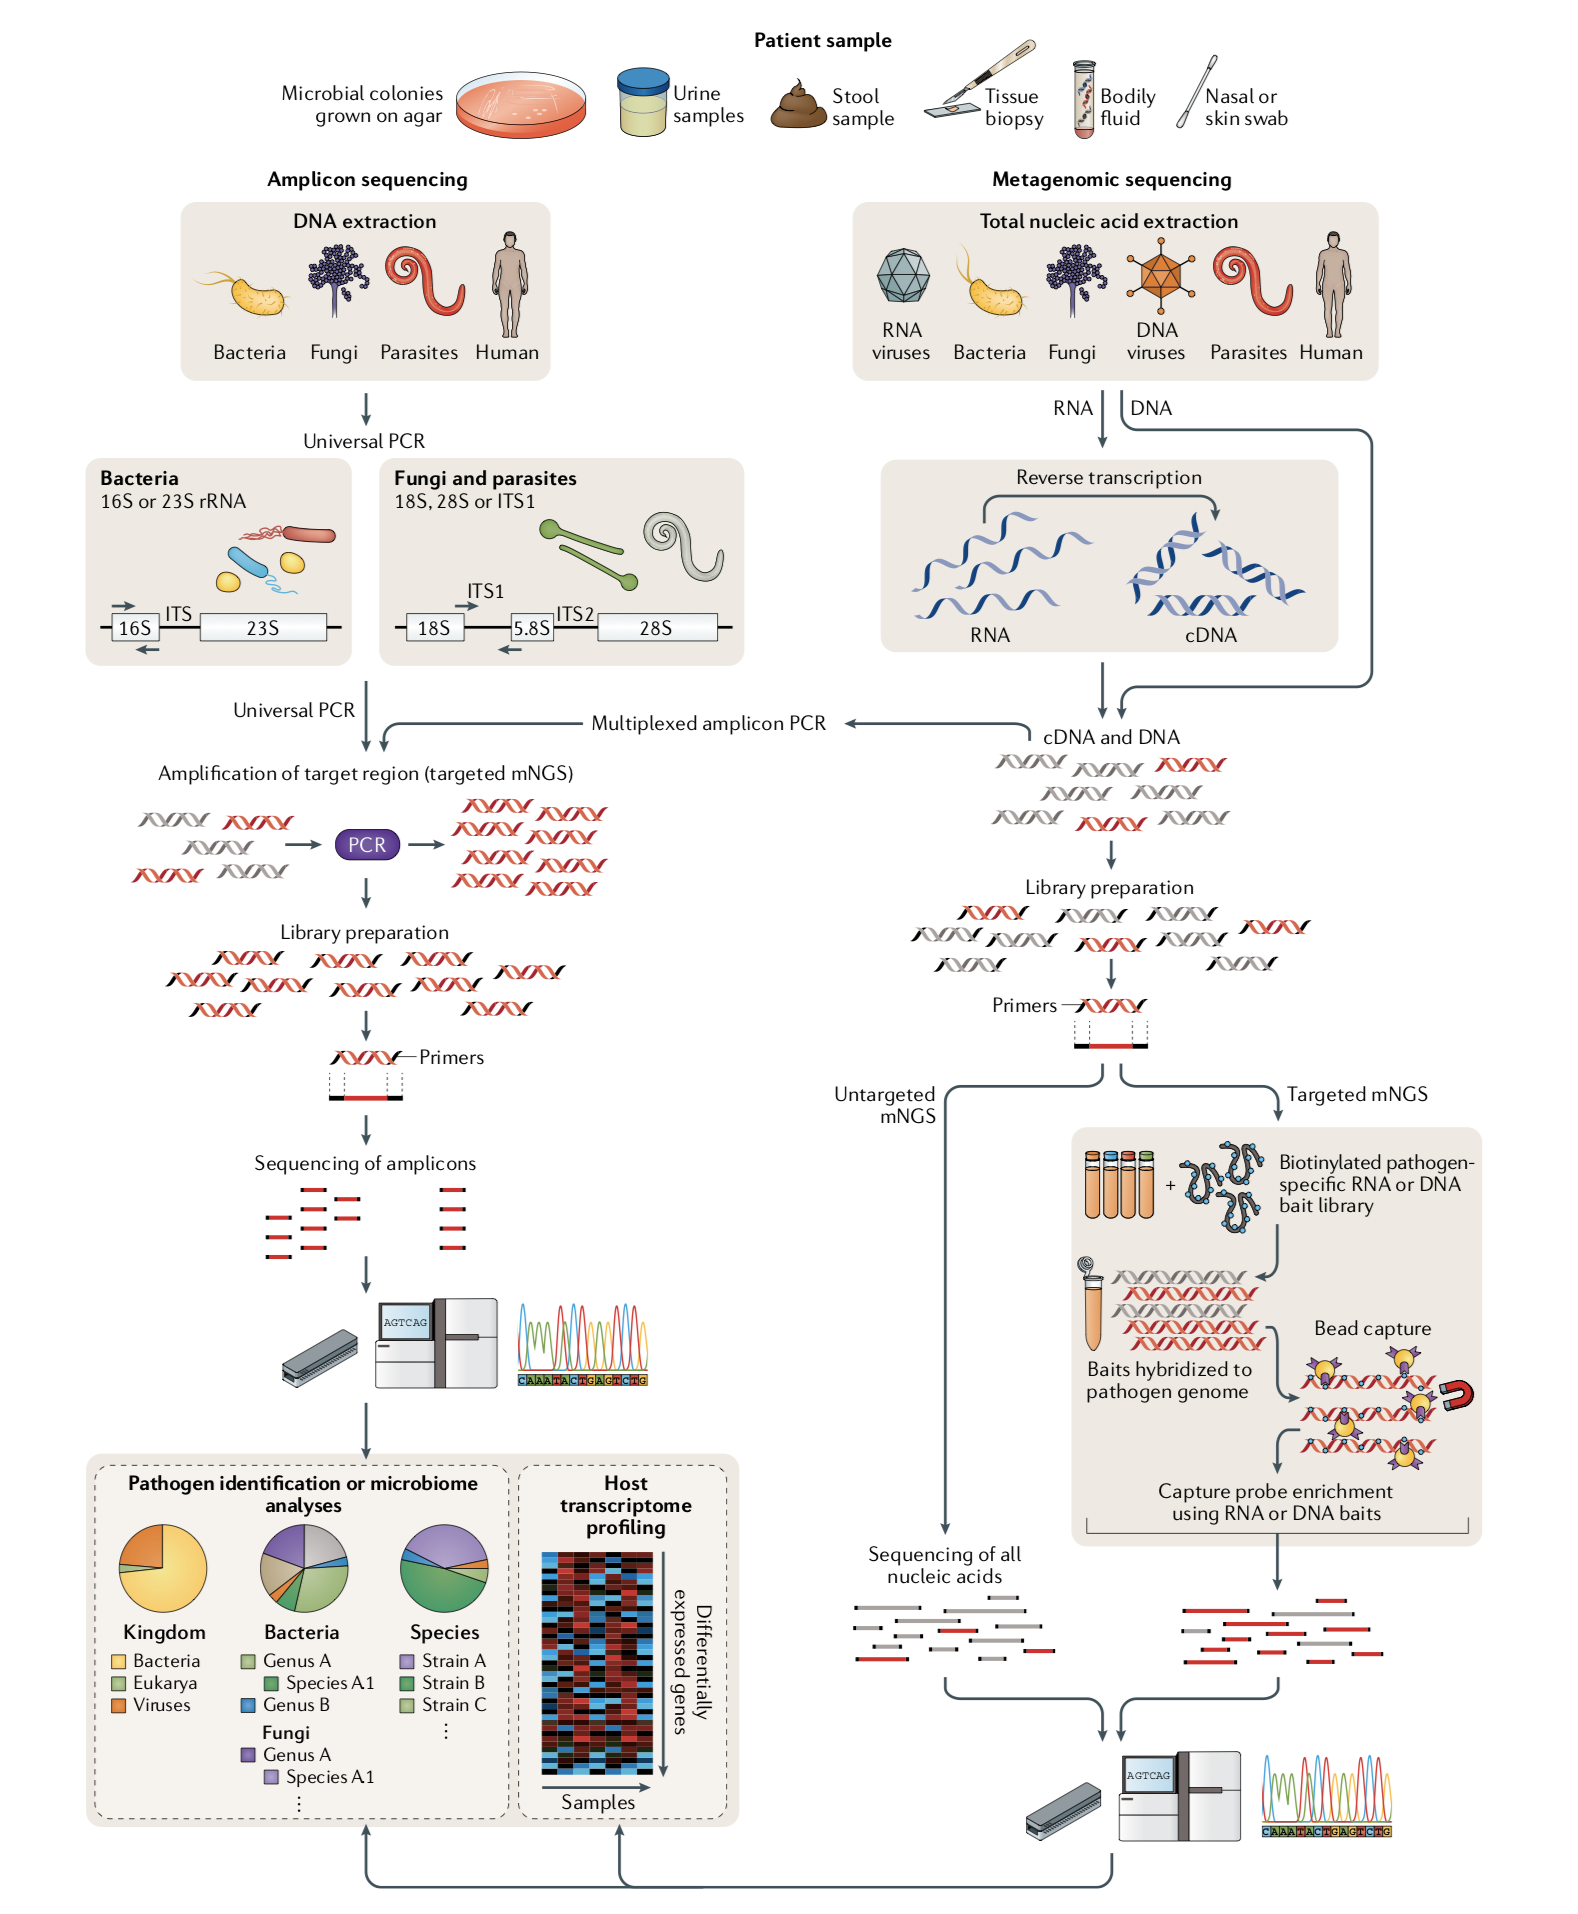 Patient sample
Microbial colonies
grown on agar
Urine
samples
Stool
sample
Tissue
biopsy
Bodily
fluid
Nasal or
skin swab
Amplicon sequencing
DNA extraction
Bacteria
Fungi
Parasites
Human
Universal PCR
Bacteria
16S or 23S rRNA
ITS
16S
23S
Fungi and parasites
18S, 28S or ITS1
ITS1
ITS2
18S
5.8S
28S
Universal PCR
Multiplexed amplicon PCR
Amplification of target region (targeted mNGS)
PCR
Library preparation
Primers
Sequencing of amplicons
AGTCAG
CAAATACTGAGTCTG
Pathogen identification or microbiome
analyses
Kingdom
Bacteria
Eukarya
Viruses
Bacteria
Genus A
Species A.1
Genus B
Fungi
Genus A
Species A.1
⋮
Species
Strain A
Strain B
Strain C
⋮
Host
transcriptome
profiling
Differentially
expressed genes
Samples
Metagenomic sequencing
Total nucleic acid extraction
RNA
viruses
Bacteria
Fungi
DNA
viruses
Parasites
Human
RNA
DNA
Reverse transcription
RNA
cDNA
cDNA and DNA
Library preparation
Primers
Untargeted
mNGS
Targeted mNGS
+
Biotinylated pathogen-
specific RNA or DNA
bait library
Baits hybridized to
pathogen genome
Bead capture
Capture probe enrichment
using RNA or DNA baits
Sequencing of all
nucleic acids
AGTCAG
CAAATACTGAGTCTG